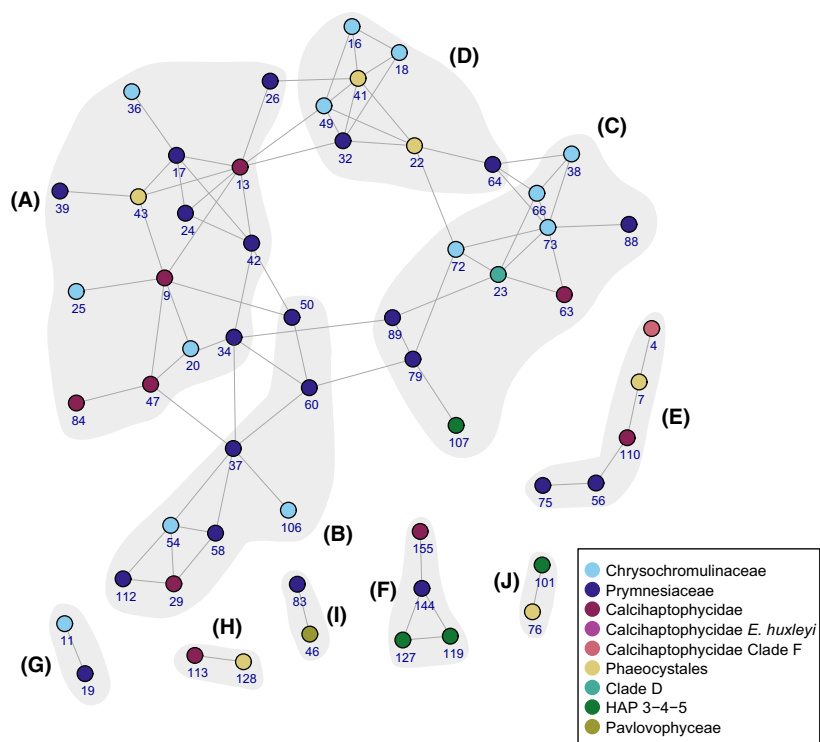 16
18
(D)
41
26
36
49
(C)
32
22
17
38
13
64
66
(A)
39
43
24
73
88
42
72
23
9
25
50
63
89
34
20
4
79
47
60
7
84
(E)
107
110
37
75
56
106
54
58
(B)
155
101
(J)
112
29
83
(F)
144
76
(I)
11
46
127
119
(H)
(G)
113
128
19
Chrysochromulinaceae
Prymnesiaceae
Calcihaptophycidae
Calcihaptophycidae E. huxleyi
Calcihaptophycidae Clade F
Phaeocystales
Clade D
HAP 3−4−5
Pavlovophyceae